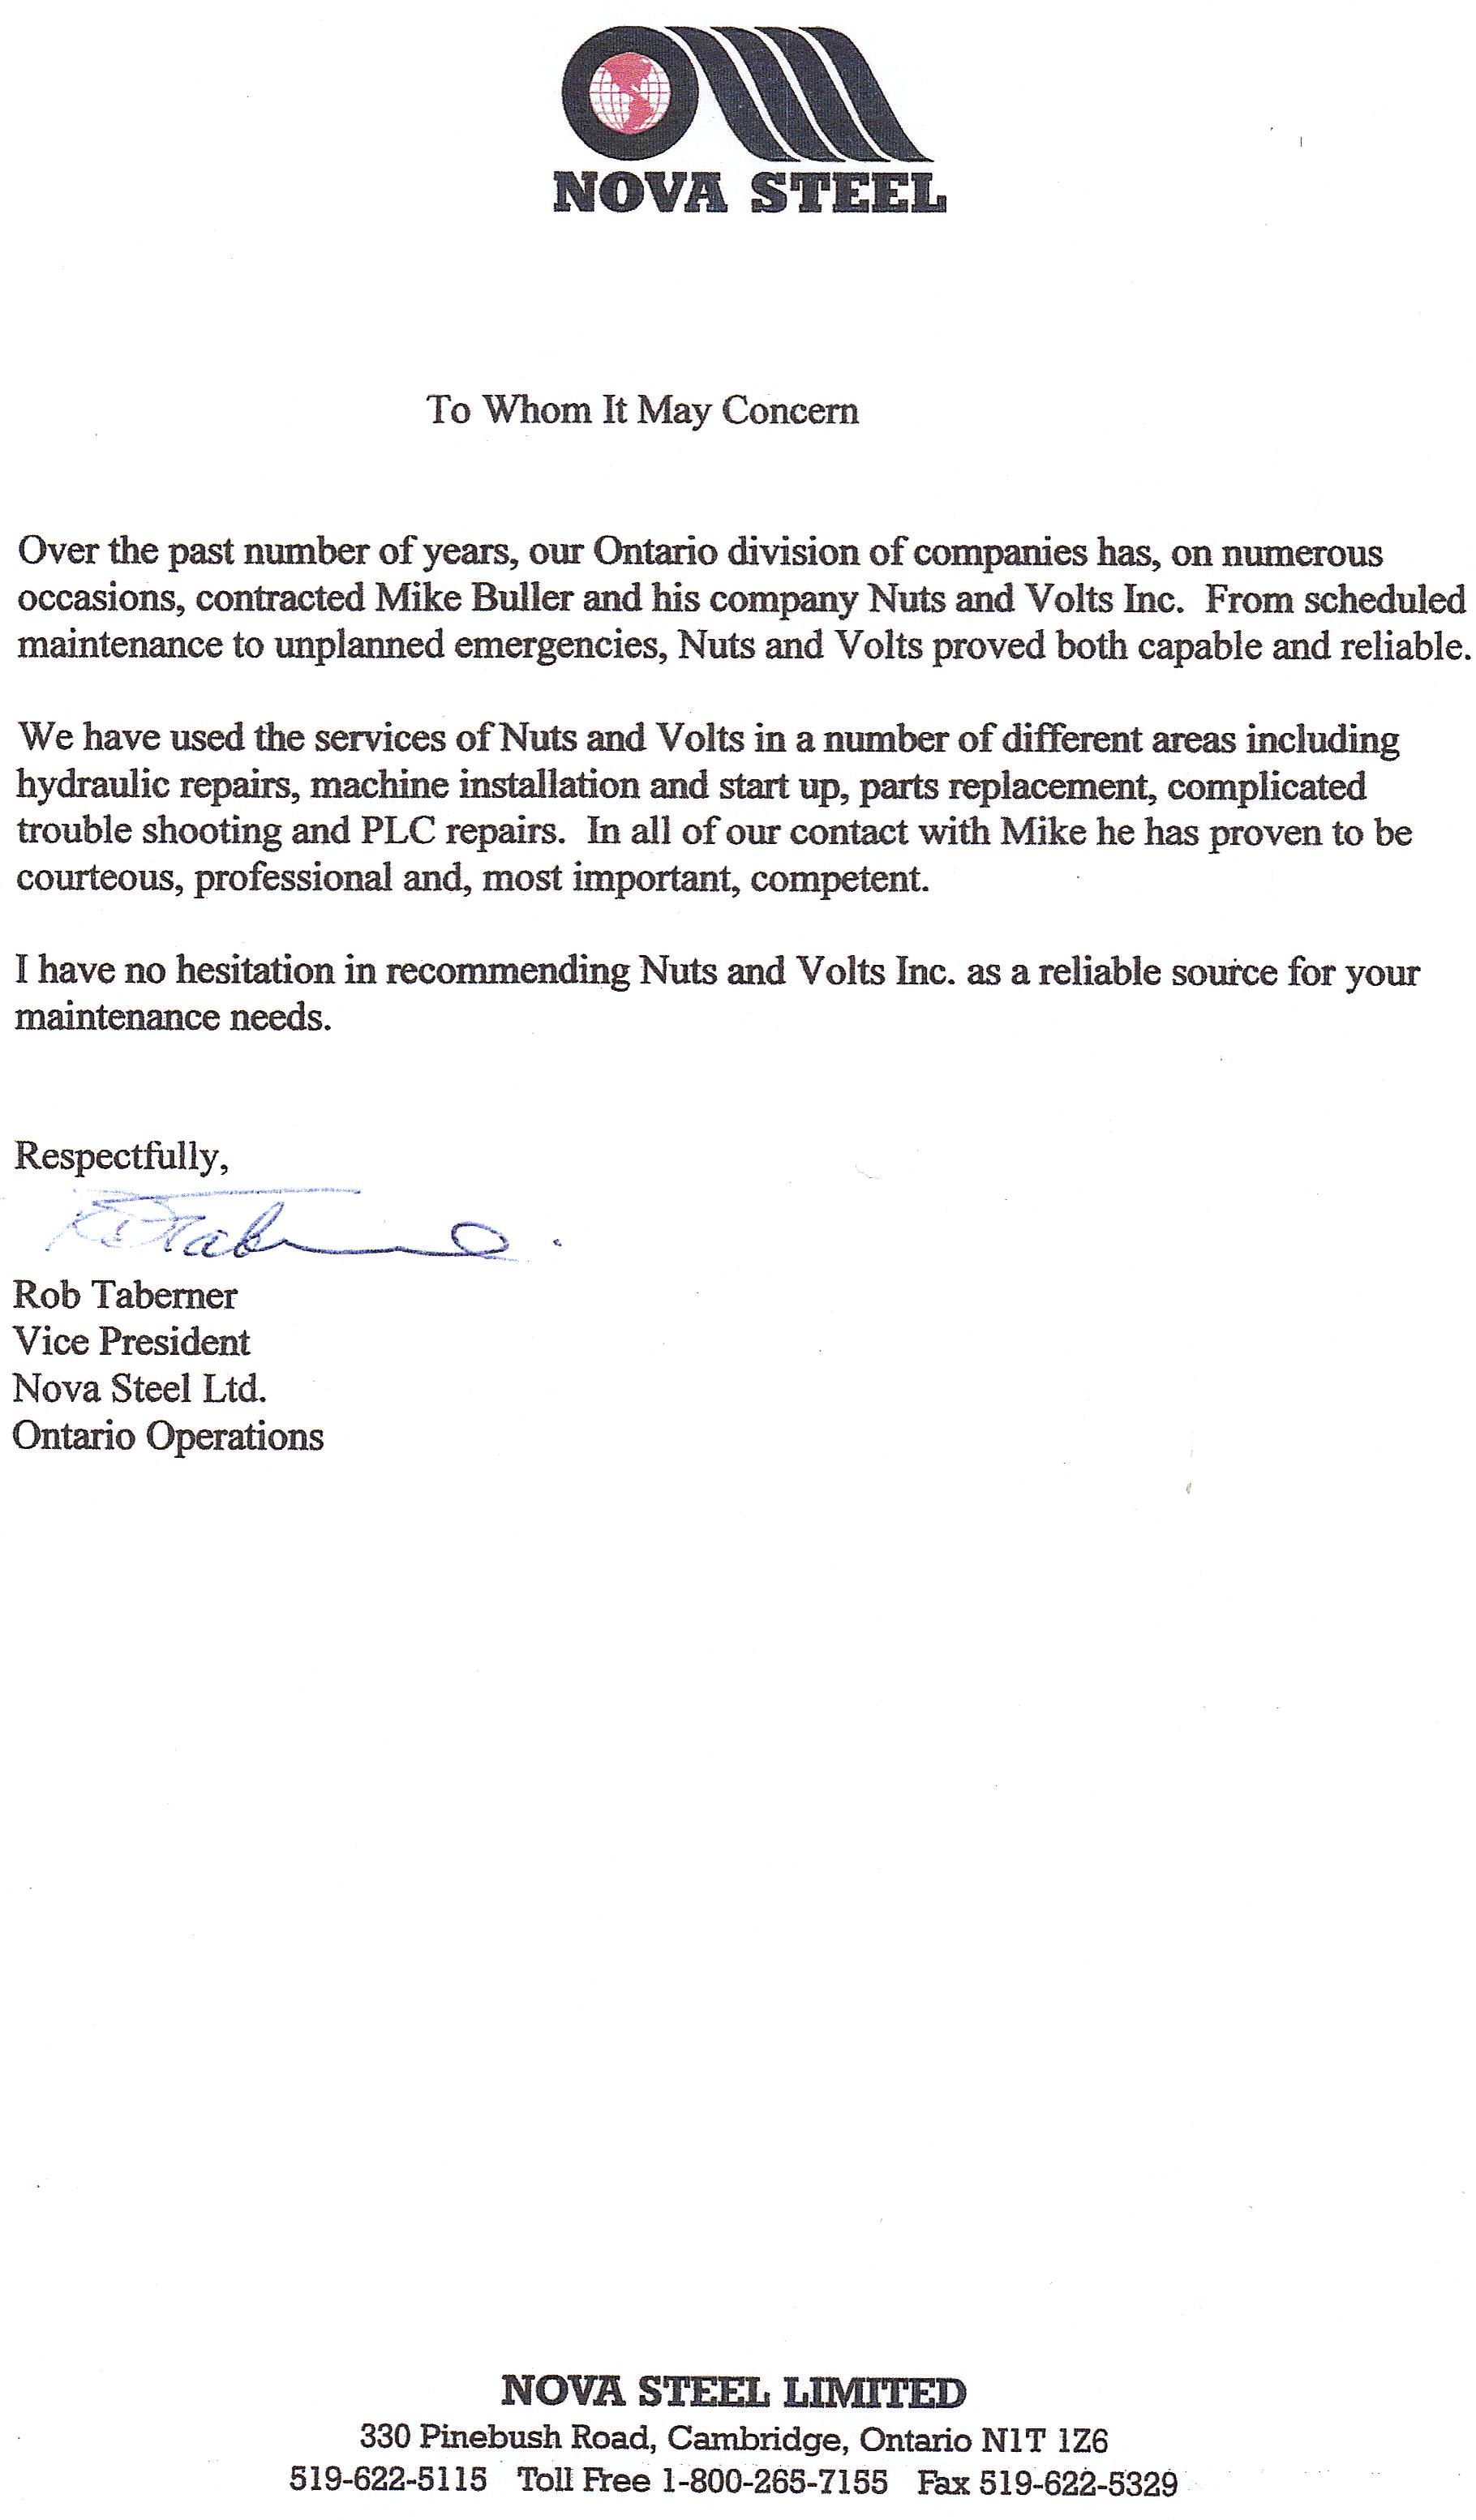 NOVA STEEL
To Whom It May Concern
Over the past number of years, our Ontario division of companies has, on numerous
occasions, contracted Mike Buller and his company Nuts and Volts Inc.  From scheduled
maintenance to unplanned emergencies, Nuts and Volts proved both capable and reliable.
We have used the services of Nuts and Volts in a number of different areas including
hydraulic repairs, machine installation and start up, parts replacement, complicated
trouble shooting and PLC repairs.  In all of our contact with Mike he has proven to be
courteous, professional and, most important, competent.
I have no hesitation in recommending Nuts and Volts Inc. as a reliable source for your
maintenance needs.
Respectfully,
Rob Taberner
Vice President
Nova Steel Ltd.
Ontario Operations
NOVA STEEL LIMITED
330 Pinebush Road, Cambridge, Ontario N1T 1Z6
519-622-5115   Toll Free 1-800-265-7155   Fax 519-622-5329